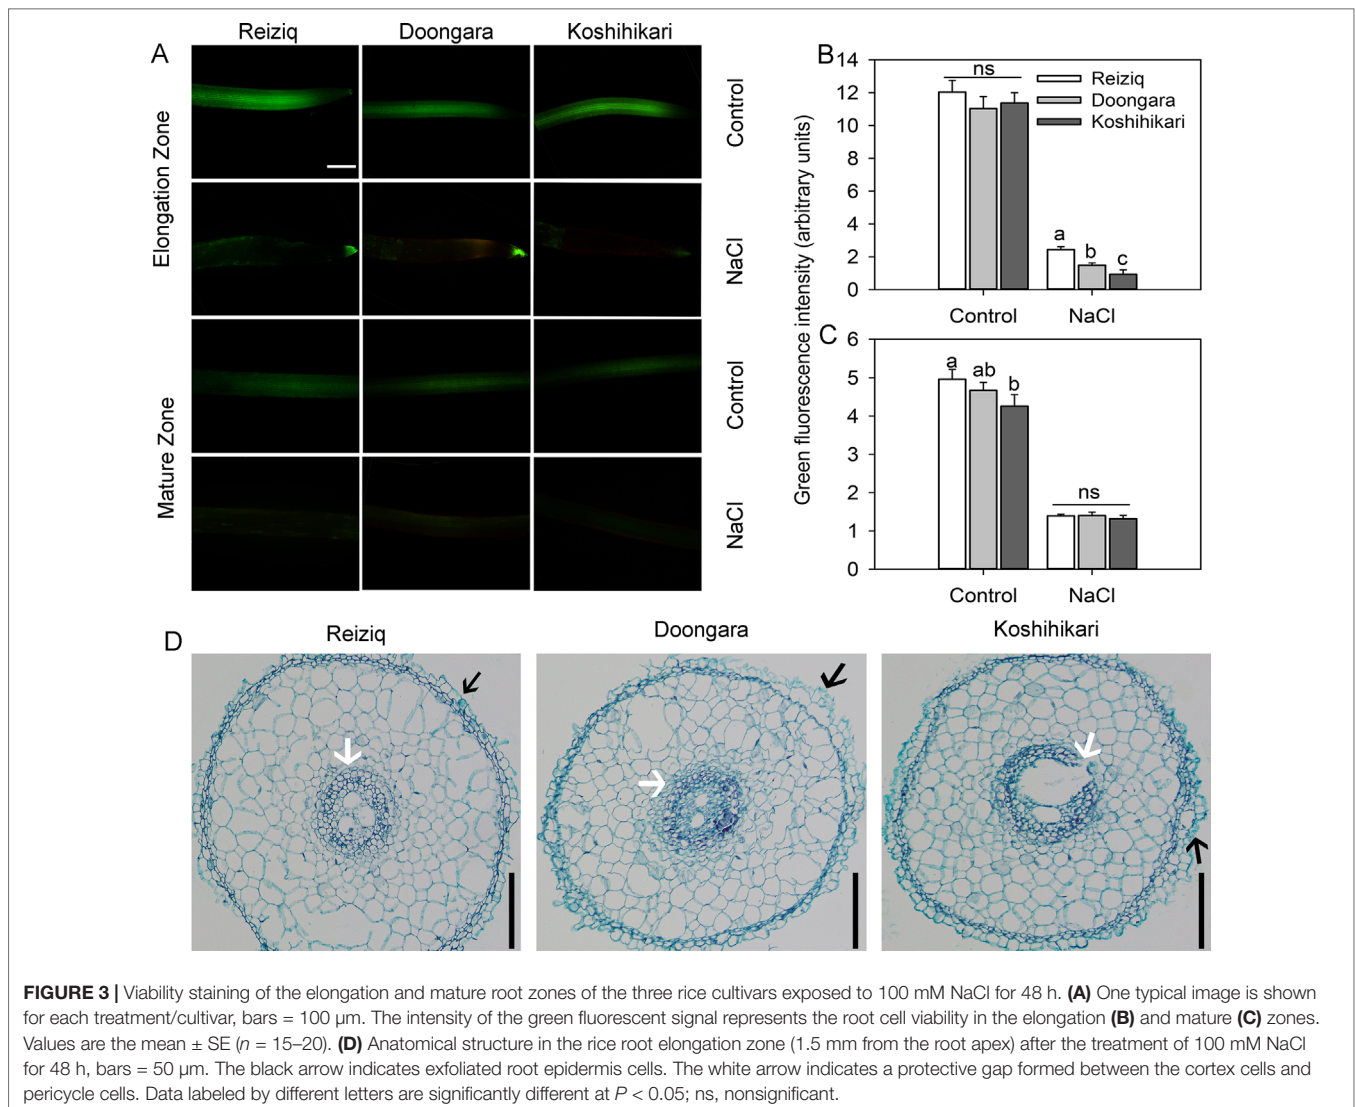 Reiziq Doongara Koshihikari
A
Elongation Zone
Mature Zone
Control
NaCl
Control
NaCl
B
14
12
10
8
6
4
2
0
ns
Reiziq
Doongara
Koshihikari
a
b
c
Control NaCl
Green fluorescence intensity (arbitrary units)
C
6
5
4
3
2
1
0
a
ab
b
ns
Control NaCl
D
Reiziq Doongara Koshihikari
FIGURE 3 | Viability staining of the elongation and mature root zones of the three rice cultivars exposed to 100 mM NaCl for 48 h. (A) One typical image is shown
for each treatment/cultivar, bars = 100 µm. The intensity of the green fluorescent signal represents the root cell viability in the elongation (B) and mature (C) zones.
Values are the mean ± SE (n = 15–20). (D) Anatomical structure in the rice root elongation zone (1.5 mm from the root apex) after the treatment of 100 mM NaCl
for 48 h, bars = 50 µm. The black arrow indicates exfoliated root epidermis cells. The white arrow indicates a protective gap formed between the cortex cells and
pericycle cells. Data labeled by different letters are significantly different at P < 0.05; ns, nonsignificant.